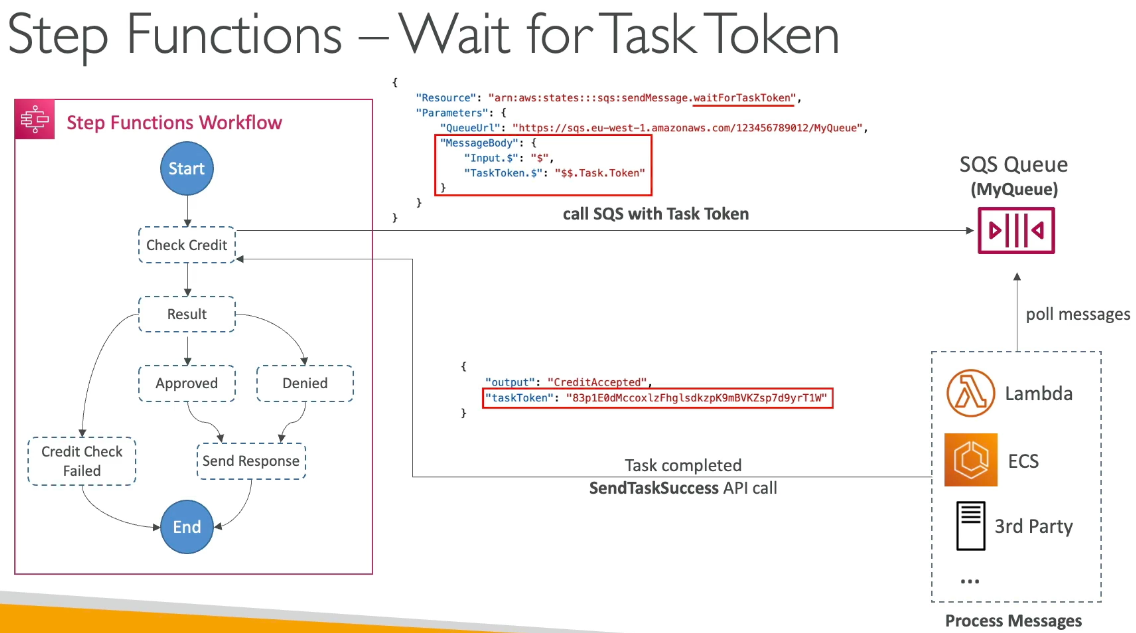 Step Functions – Wait for Task Token
Step Functions Workflow
Start
Check Credit
Result
Approved
Denied
Credit Check
Failed
Send Response
End
{
"Resource": "arn:aws:states:::sqs:sendMessage.waitForTaskToken",
"Parameters": {
"QueueUrl": "https://sqs.eu-west-1.amazonaws.com/123456789012/MyQueue",
"MessageBody": {
"Input.$": "$",
"TaskToken.$": "$$.Task.Token"
}
}
}
call SQS with Task Token
SQS Queue
(MyQueue)
poll messages
{
"output": "CreditAccepted",
"taskToken": "83p1E0dMccoxlzFhglsdkzpK9mBVKZsp7d9yrT1W"
}
Task completed
SendTaskSuccess API call
Lambda
ECS
3rd Party
...
Process Messages